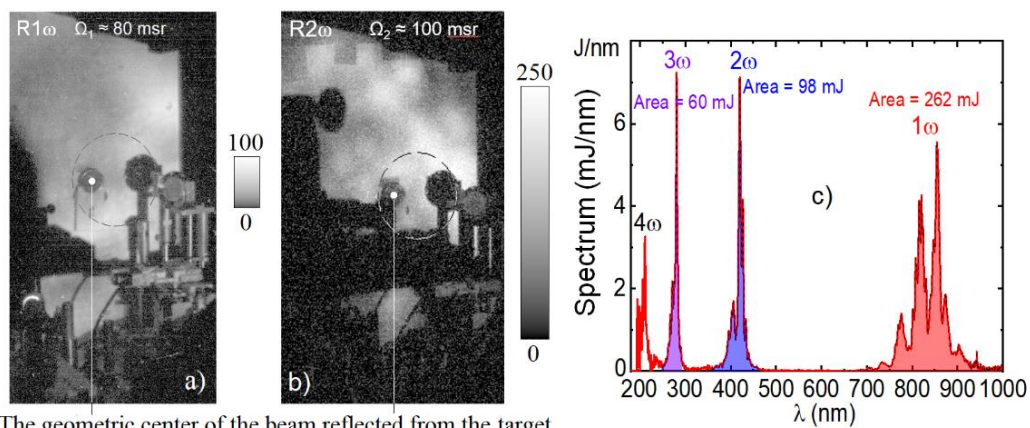 R1ω Ω₁ ≈ 80 msr
100
0
a)
R2ω Ω₂ ≈ 100 msr
250
0
b)
The geometric center of the beam reflected from the target
J/nm
Spectrum (mJ/nm)
6
4
2
0
4ω
3ω
Area = 60 mJ
2ω
Area = 98 mJ
Area = 262 mJ
1ω
c)
200 300 400 500 600 700 800 900 1000
λ (nm)